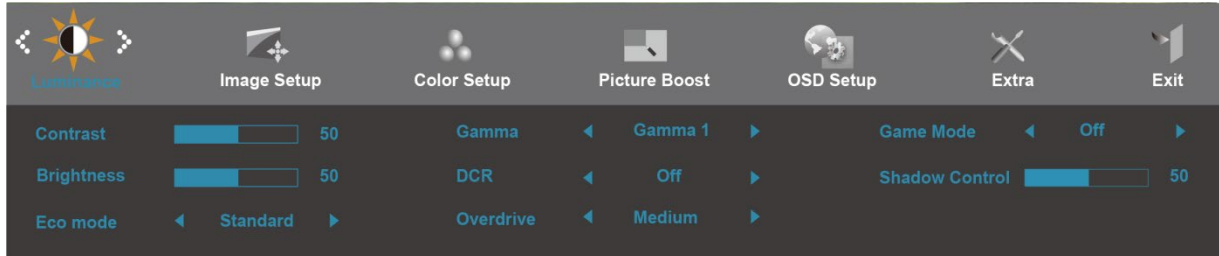 Luminance Image Setup Color Setup Picture Boost OSD Setup Extra Exit
Contrast 50 Gamma Gamma 1 Game Mode Off
Brightness 50 DCR Off Shadow Control 50
Eco mode Standard Overdrive Medium